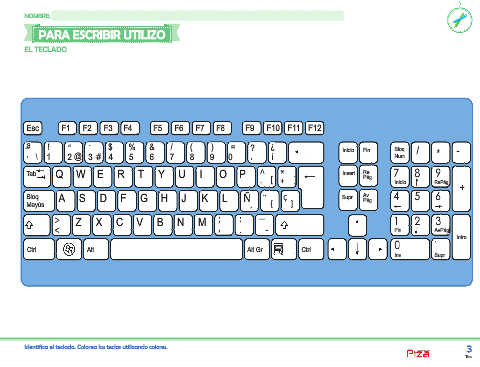 NOMBRE:
PARA ESCRIBIR UTILIZO
EL TECLADO
Esc F1 F2 F3 F4 F5 F6 F7 F8 F9 F10 F11 F12
ª º \ ! 1 " 2 @ · 3 # $ 4 % 5 & 6 / 7 ( 8 ) 9 = 0 ? ¿ Inicio Fin Bloq Num / * -
Tab Q W E R T Y U I O P ^ [ * + Insert Re Pág 7 Inicio 8 9 RePág +
Bloq Mayús A S D F G H J K L Ñ ¨ { Ç } Supr Av Pág 4 5 6
> < Z X C V B N M ; , : . _ - 1 Fin 2 3 AvPág Intro
Ctrl Alt Alt Gr Ctrl 0 Ins . Supr
Identifica el teclado. Colorea las teclas utilizando colores.
3